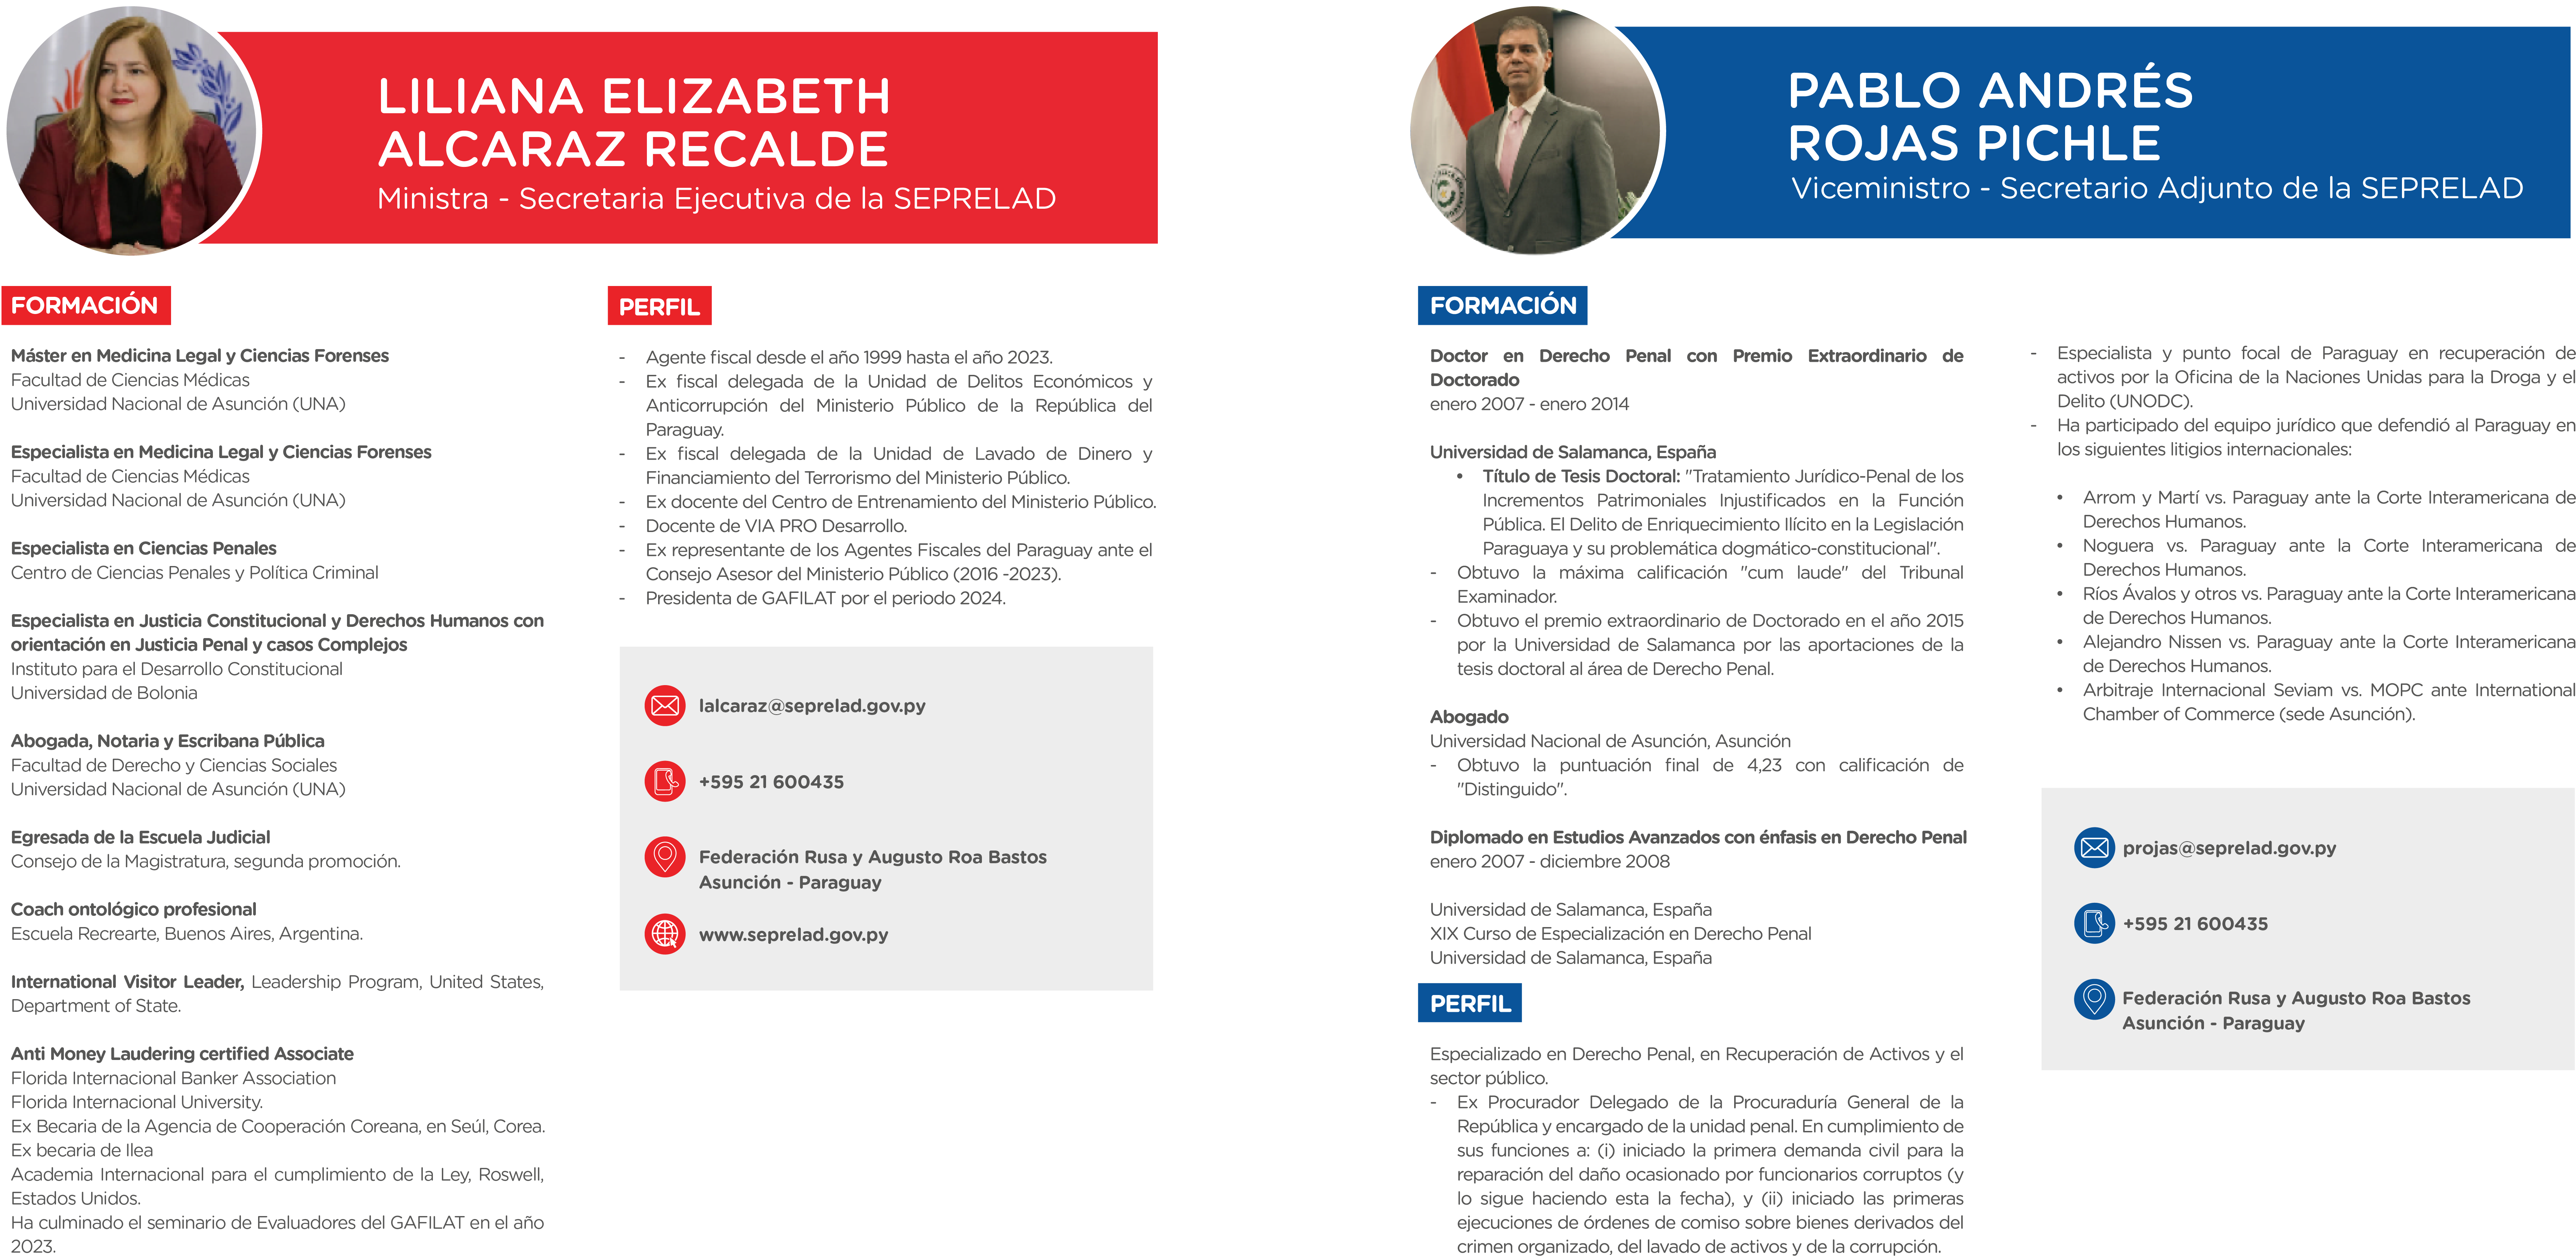 LILIANA ELIZABETH
ALCARAZ RECALDE
Ministra - Secretaria Ejecutiva de la SEPRELAD
FORMACIÓN
Máster en Medicina Legal y Ciencias Forenses
Facultad de Ciencias Médicas
Universidad Nacional de Asunción (UNA)
Especialista en Medicina Legal y Ciencias Forenses
Facultad de Ciencias Médicas
Universidad Nacional de Asunción (UNA)
Especialista en Ciencias Penales
Centro de Ciencias Penales y Política Criminal
Especialista en Justicia Constitucional y Derechos Humanos con
orientación en Justicia Penal y casos Complejos
Instituto para el Desarrollo Constitucional
Universidad de Bolonia
Abogada, Notaria y Escribana Pública
Facultad de Derecho y Ciencias Sociales
Universidad Nacional de Asunción (UNA)
Egresada de la Escuela Judicial
Consejo de la Magistratura, segunda promoción.
Coach ontológico profesional
Escuela Recrearte, Buenos Aires, Argentina.
International Visitor Leader, Leadership Program, United States,
Department of State.
Anti Money Laudering certified Associate
Florida Internacional Banker Association
Florida Internacional University.
Ex Becaria de la Agencia de Cooperación Coreana, en Seúl, Corea.
Ex becaria de Ilea
Academia Internacional para el cumplimiento de la Ley, Roswell,
Estados Unidos.
Ha culminado el seminario de Evaluadores del GAFILAT en el año
2023.
PERFIL
- Agente fiscal desde el año 1999 hasta el año 2023.
- Ex fiscal delegada de la Unidad de Delitos Económicos y
Anticorrupción del Ministerio Público de la República del
Paraguay.
- Ex fiscal delegada de la Unidad de Lavado de Dinero y
Financiamiento del Terrorismo del Ministerio Público.
- Ex docente del Centro de Entrenamiento del Ministerio Público.
- Docente de VIA PRO Desarrollo.
- Ex representante de los Agentes Fiscales del Paraguay ante el
Consejo Asesor del Ministerio Público (2016 -2023).
- Presidenta de GAFILAT por el periodo 2024.
lalcaraz@seprelad.gov.py
+595 21 600435
Federación Rusa y Augusto Roa Bastos
Asunción - Paraguay
www.seprelad.gov.py
PABLO ANDRÉS
ROJAS PICHLE
Viceministro - Secretario Adjunto de la SEPRELAD
FORMACIÓN
Doctor en Derecho Penal con Premio Extraordinario de
Doctorado
enero 2007 - enero 2014
Universidad de Salamanca, España
• Título de Tesis Doctoral: "Tratamiento Jurídico-Penal de los
Incrementos Patrimoniales Injustificados en la Función
Pública. El Delito de Enriquecimiento Ilícito en la Legislación
Paraguaya y su problemática dogmático-constitucional".
- Obtuvo la máxima calificación "cum laude" del Tribunal
Examinador.
- Obtuvo el premio extraordinario de Doctorado en el año 2015
por la Universidad de Salamanca por las aportaciones de la
tesis doctoral al área de Derecho Penal.
Abogado
Universidad Nacional de Asunción, Asunción
- Obtuvo la puntuación final de 4,23 con calificación de
"Distinguido".
Diplomado en Estudios Avanzados con énfasis en Derecho Penal
enero 2007 - diciembre 2008
Universidad de Salamanca, España
XIX Curso de Especialización en Derecho Penal
Universidad de Salamanca, España
PERFIL
Especializado en Derecho Penal, en Recuperación de Activos y el
sector público.
- Ex Procurador Delegado de la Procuraduría General de la
República y encargado de la unidad penal. En cumplimiento de
sus funciones a: (i) iniciado la primera demanda civil para la
reparación del daño ocasionado por funcionarios corruptos (y
lo sigue haciendo esta la fecha), y (ii) iniciado las primeras
ejecuciones de órdenes de comiso sobre bienes derivados del
crimen organizado, del lavado de activos y de la corrupción.
- Especialista y punto focal de Paraguay en recuperación de
activos por la Oficina de la Naciones Unidas para la Droga y el
Delito (UNODC).
- Ha participado del equipo jurídico que defendió al Paraguay en
los siguientes litigios internacionales:
• Arrom y Martí vs. Paraguay ante la Corte Interamericana de
Derechos Humanos.
• Noguera vs. Paraguay ante la Corte Interamericana de
Derechos Humanos.
• Ríos Ávalos y otros vs. Paraguay ante la Corte Interamericana
de Derechos Humanos.
• Alejandro Nissen vs. Paraguay ante la Corte Interamericana
de Derechos Humanos.
• Arbitraje Internacional Seviam vs. MOPC ante International
Chamber of Commerce (sede Asunción).
projas@seprelad.gov.py
+595 21 600435
Federación Rusa y Augusto Roa Bastos
Asunción - Paraguay